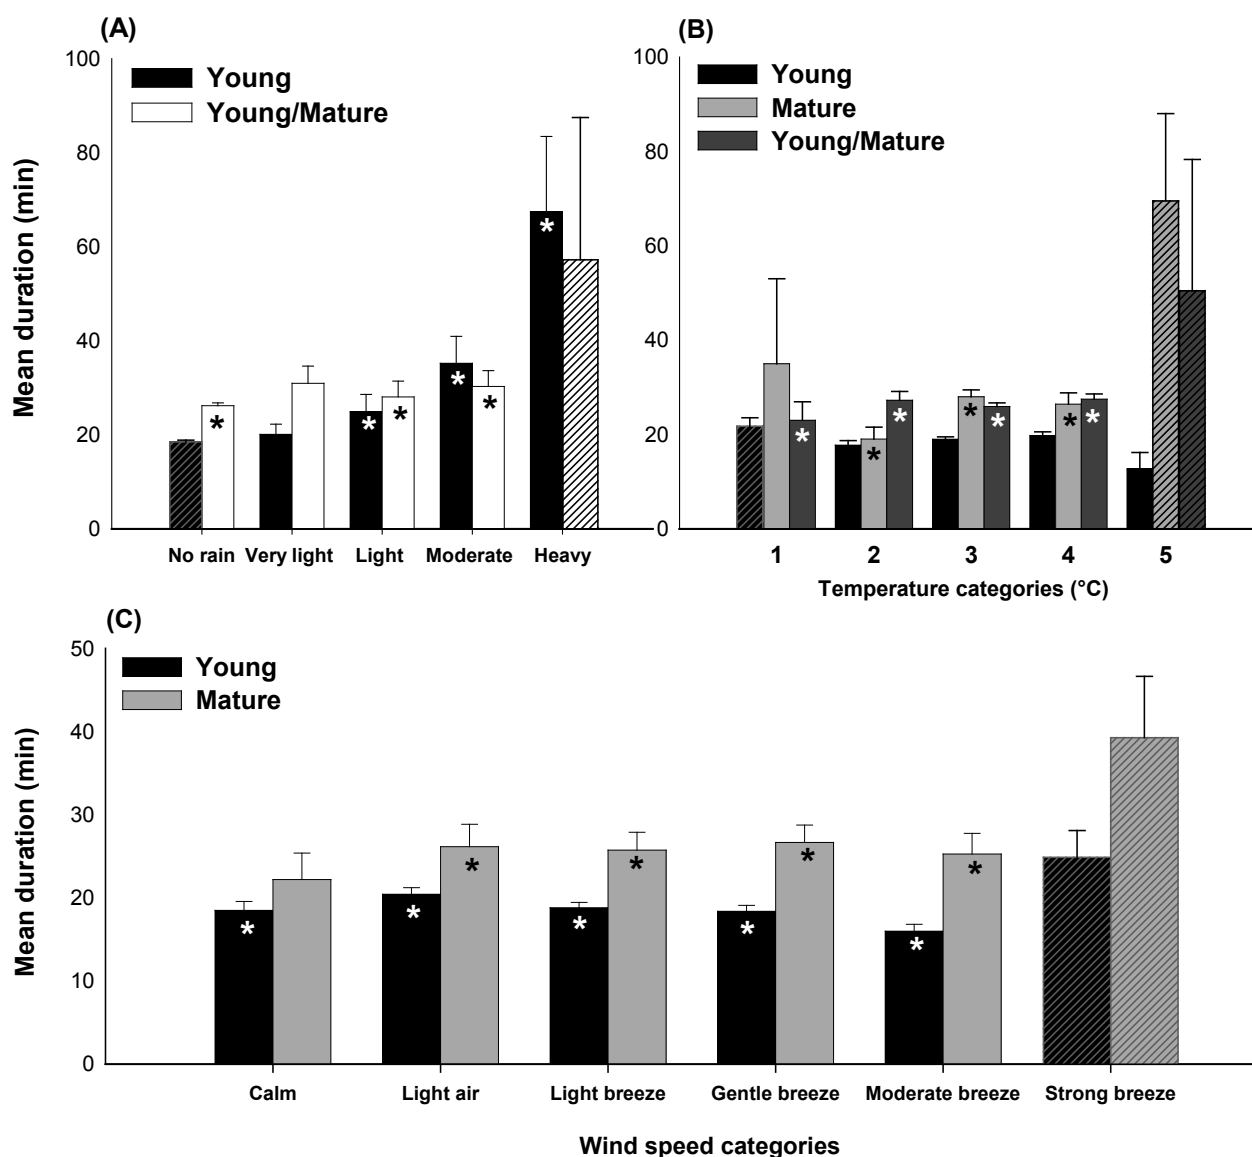 (A)
Mean duration (min)
100
80
60
40
20
0
Young
Young/Mature
* * * * * *
No rain Very light Light Moderate Heavy
(B)
100
80
60
40
20
0
Young
Mature
Young/Mature
* * * * * * *
1 2 3 4 5
Temperature categories (°C)
(C)
Mean duration (min)
50
40
30
20
10
0
Young
Mature
* * * * * * * * *
Calm Light air Light breeze Gentle breeze Moderate breeze Strong breeze
Wind speed categories